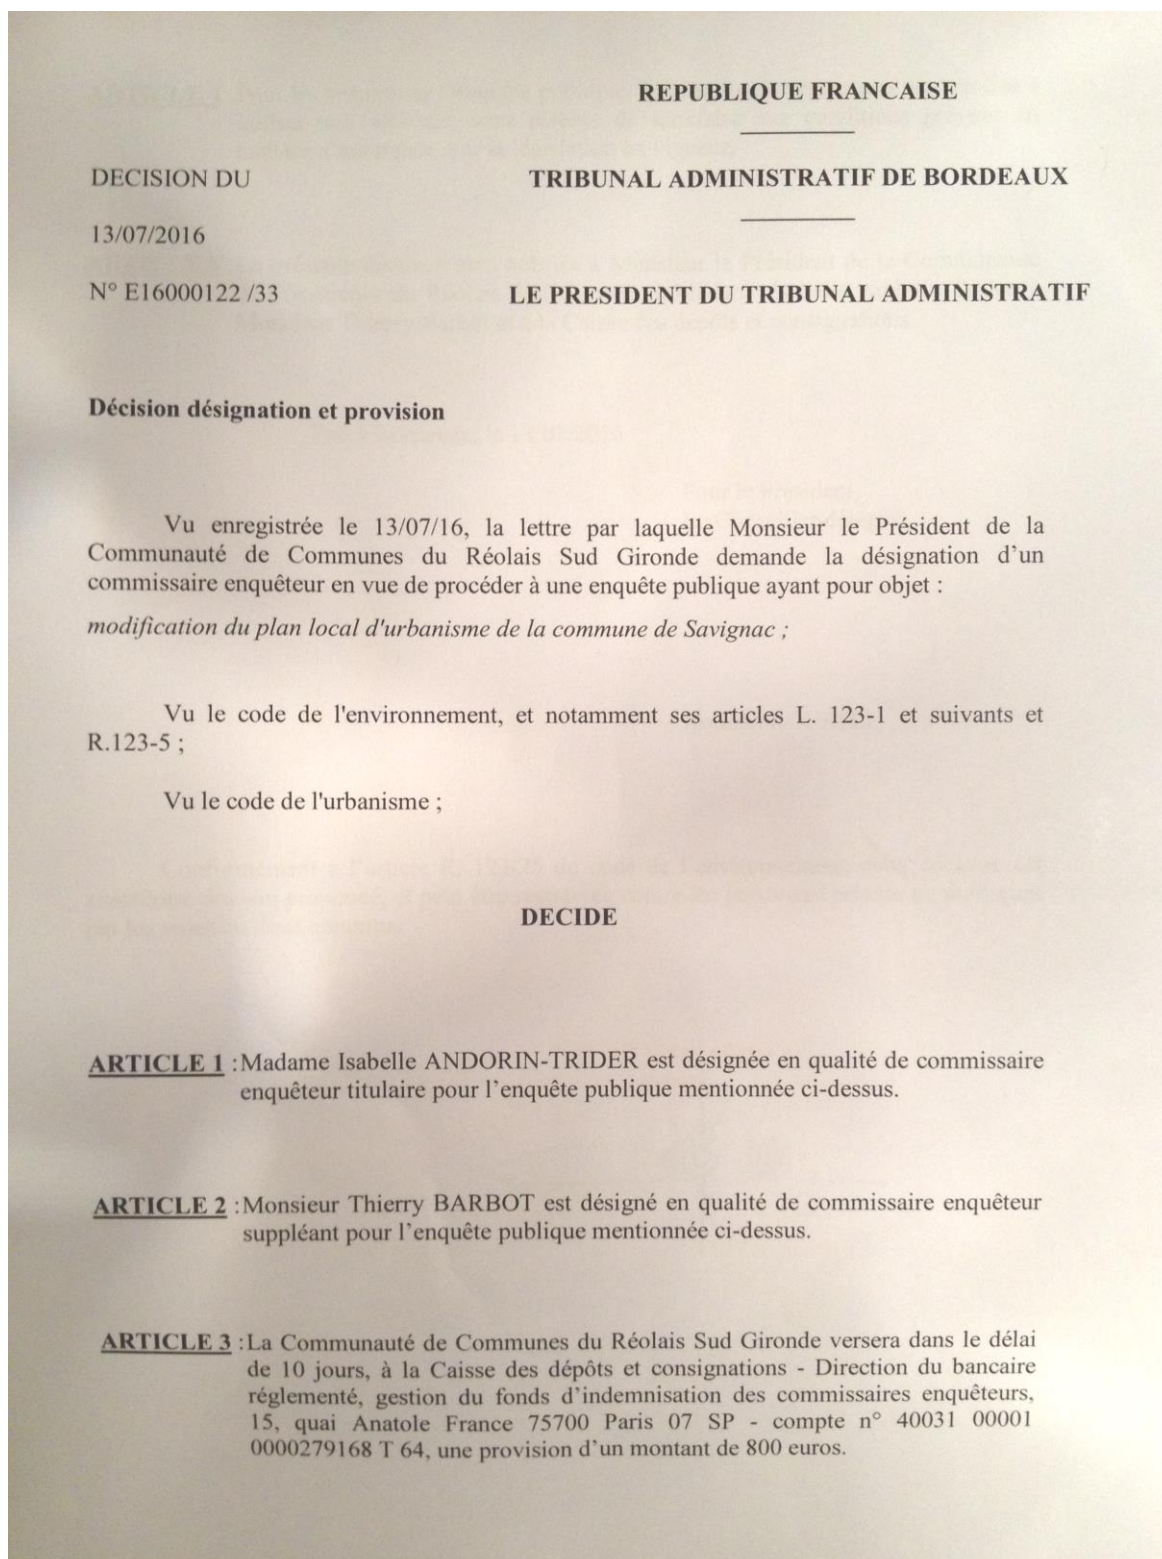 REPUBLIQUE FRANCAISE
DECISION DU
TRIBUNAL ADMINISTRATIF DE BORDEAUX
13/07/2016
N° E16000122 /33
LE PRESIDENT DU TRIBUNAL ADMINISTRATIF
Décision désignation et provision
Vu enregistrée le 13/07/16, la lettre par laquelle Monsieur le Président de la
Communauté de Communes du Réolais Sud Gironde demande la désignation d'un
commissaire enquêteur en vue de procéder à une enquête publique ayant pour objet :
modification du plan local d'urbanisme de la commune de Savignac ;
Vu le code de l'environnement, et notamment ses articles L. 123-1 et suivants et
R.123-5 ;
Vu le code de l'urbanisme ;
DECIDE
ARTICLE 1 :Madame Isabelle ANDORIN-TRIDER est désignée en qualité de commissaire
enquêteur titulaire pour l'enquête publique mentionnée ci-dessus.
ARTICLE 2 :Monsieur Thierry BARBOT est désigné en qualité de commissaire enquêteur
suppléant pour l'enquête publique mentionnée ci-dessus.
ARTICLE 3 :La Communauté de Communes du Réolais Sud Gironde versera dans le délai
de 10 jours, à la Caisse des dépôts et consignations - Direction du bancaire
réglementé, gestion du fonds d'indemnisation des commissaires enquêteurs,
15, quai Anatole France 75700 Paris 07 SP - compte n° 40031 00001
0000279168 T 64, une provision d'un montant de 800 euros.